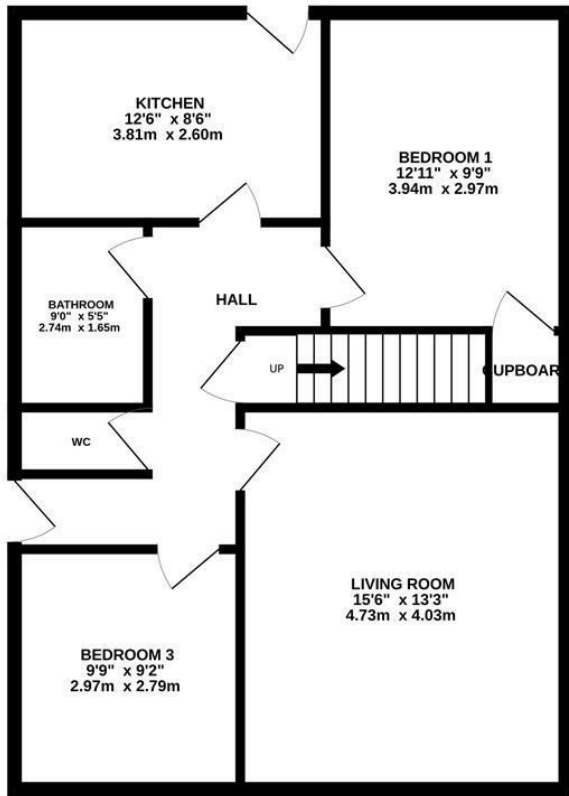 KITCHEN
12'6" x 8'6"
3.81m x 2.60m
BEDROOM 1
12'11" x 9'9"
3.94m x 2.97m
BATHROOM
9'0" x 5'5"
2.74m x 1.65m
HALL
UP
CUPBOAR
WC
LIVING ROOM
15'6" x 13'3"
4.73m x 4.03m
BEDROOM 3
9'9" x 9'2"
2.97m x 2.79m